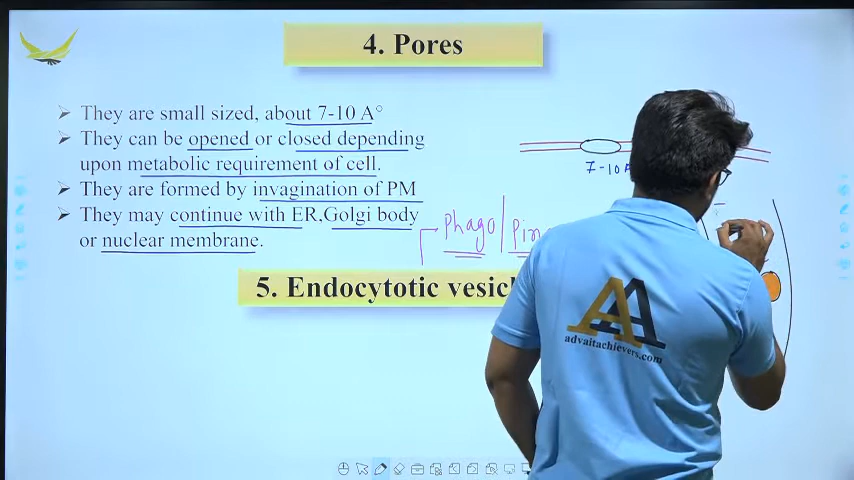 4. Pores
➢ They are small sized, about 7-10 A°
➢ They can be opened or closed depending
upon metabolic requirement of cell.
➢ They are formed by invagination of PM
➢ They may continue with ER,Golgi body
or nuclear membrane.
7-10 A
Phago
5. Endocytotic
advaitachievers.com